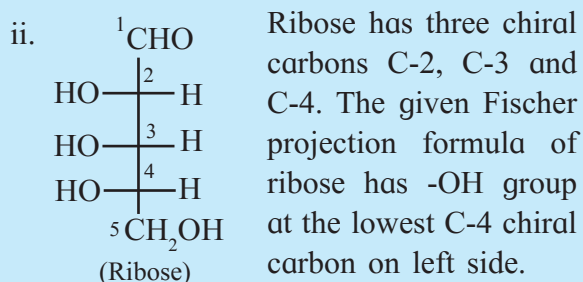 ii.
¹CHO
2
HO H
3
HO H
4
HO H
⁵CH₂OH
(Ribose)
Ribose has three chiral
carbons C-2, C-3 and
C-4. The given Fischer
projection formula of
ribose has -OH group
at the lowest C-4 chiral
carbon on left side.